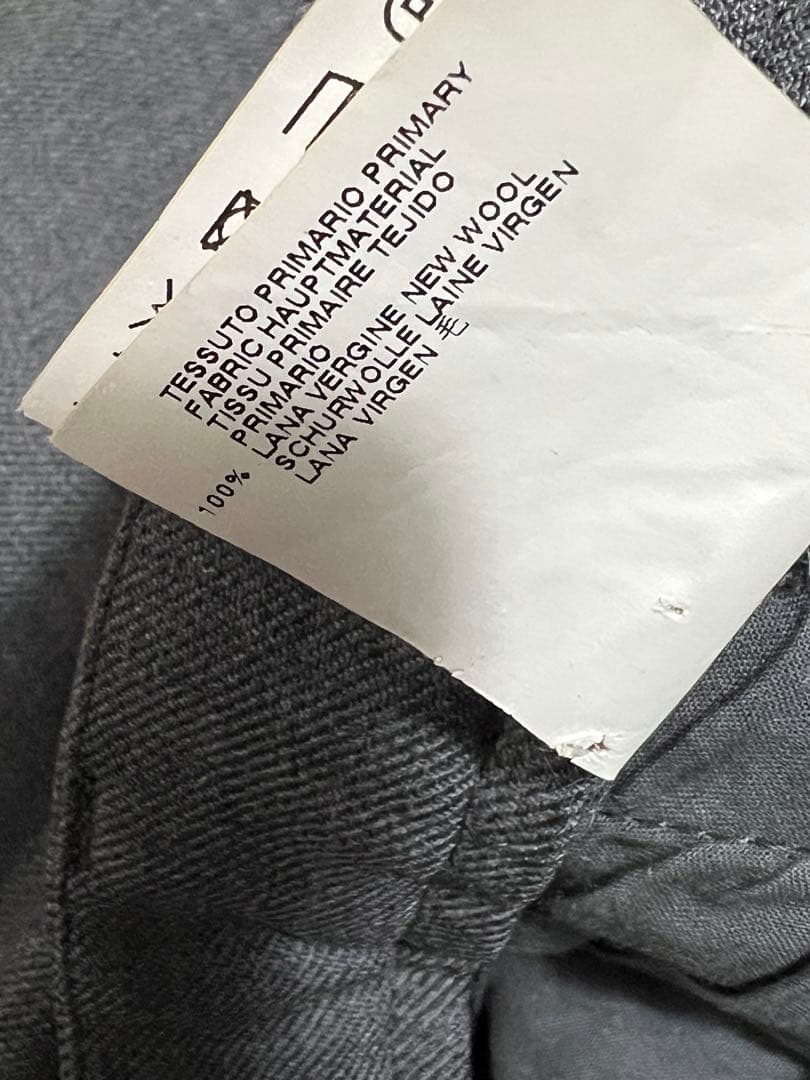 TESSUTO PRIMARIO PRIMARY
FABRIC HAUPTMATERIAL
TISSU PRIMAIRE TEJIDO
PRIMARIO
100% LANA VERGINE NEW WOOL
SCHURWOLLE LAINE VIRGEN
LANA VIRGEN 毛